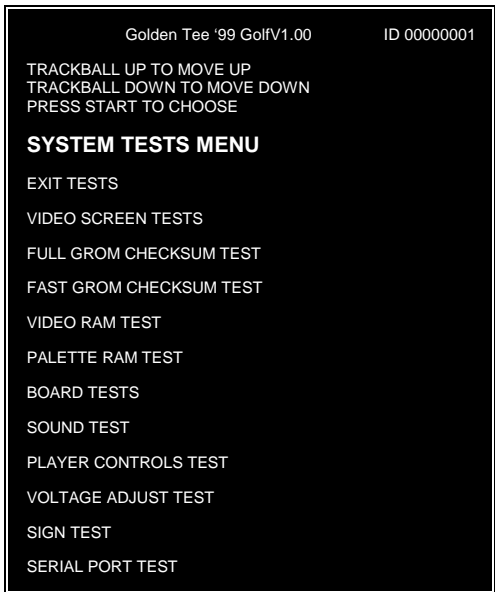 Golden Tee ‘99 GolfV1.00 ID 00000001
TRACKBALL UP TO MOVE UP
TRACKBALL DOWN TO MOVE DOWN
PRESS START TO CHOOSE
SYSTEM TESTS MENU
EXIT TESTS
VIDEO SCREEN TESTS
FULL GROM CHECKSUM TEST
FAST GROM CHECKSUM TEST
VIDEO RAM TEST
PALETTE RAM TEST
BOARD TESTS
SOUND TEST
PLAYER CONTROLS TEST
VOLTAGE ADJUST TEST
SIGN TEST
SERIAL PORT TEST